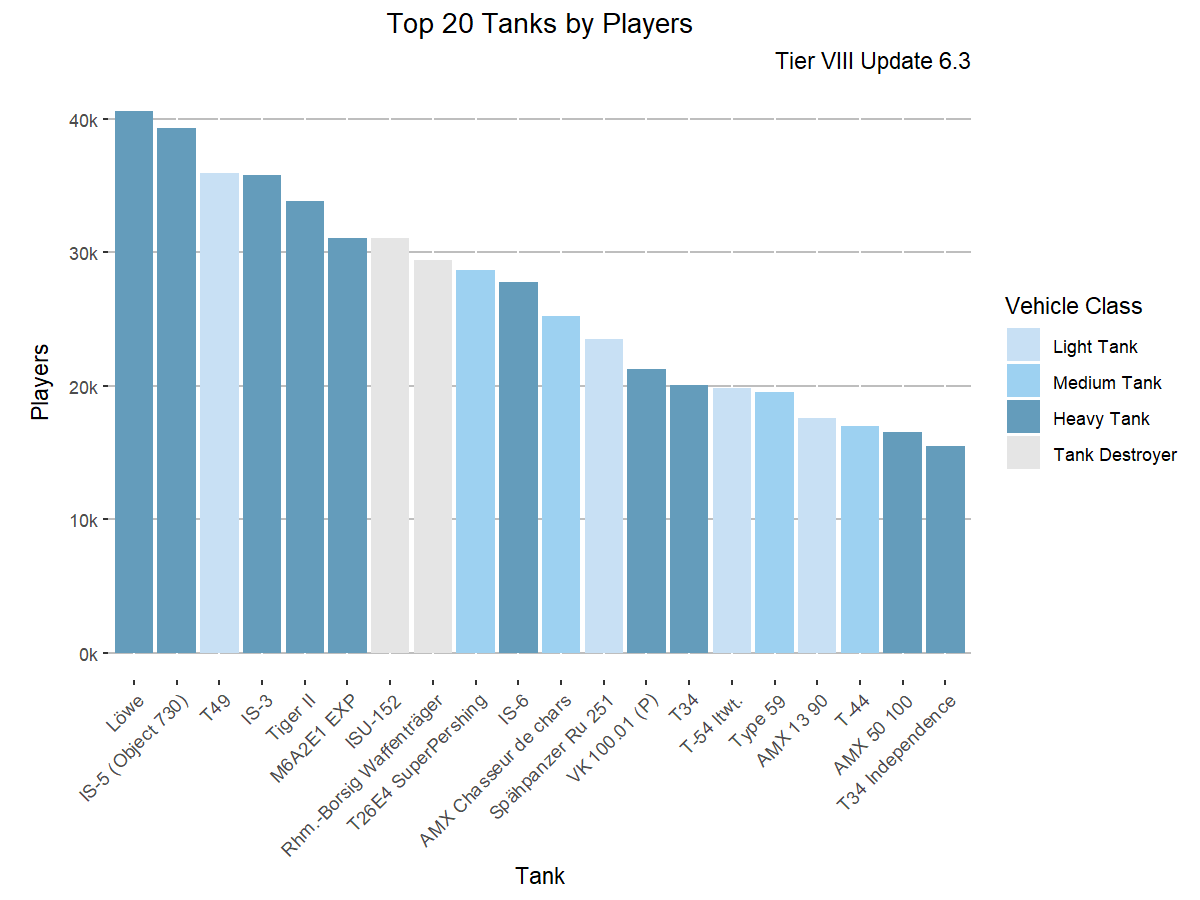 Top 20 Tanks by Players
Tier VIII Update 6.3
Players
40k
30k
20k
10k
0k
Löwe
IS-5 (Object 730)
T49
IS-3
Tiger II
M6A2E1 EXP
ISU-152
Rhm.-Borsig Waffenträger
T26E4 SuperPershing
IS-6
AMX Chasseur de chars
Spähpanzer Ru 251
VK 100.01 (P)
T34
T-54 ltwt.
Type 59
AMX 13 90
T-44
AMX 50 100
T34 Independence
Tank
Vehicle Class
Light Tank
Medium Tank
Heavy Tank
Tank Destroyer